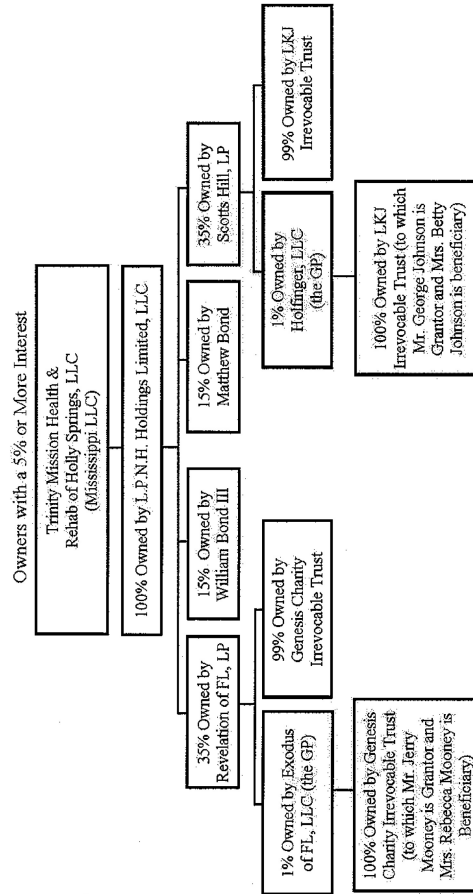 Owners with a 5% or More Interest
Trinity Mission Health &
Rehab of Holly Springs, LLC
(Mississippi LLC)
100% Owned by L.P.N.H. Holdings Limited, LLC
35% Owned by
Revelation of FL, LP
15% Owned by
William Bond III
15% Owned by
Matthew Bond
35% Owned by
Scotts Hill, LP
1% Owned by Exodus
of FL, LLC (the GP)
99% Owned by
Genesis Charity
Irrevocable Trust
1% Owned by
Holfinger, LLC
(the GP)
99% Owned by LKJ
Irrevocable Trust
100% Owned by Genesis
Charity Irrevocable Trust
(to which Mr. Jerry
Mooney is Grantor and
Mrs. Rebecca Mooney is
Beneficiary)
100% Owned by LKJ
Irrevocable Trust (to which
Mr. George Johnson is
Grantor and Mrs. Betty
Johnson is beneficiary)